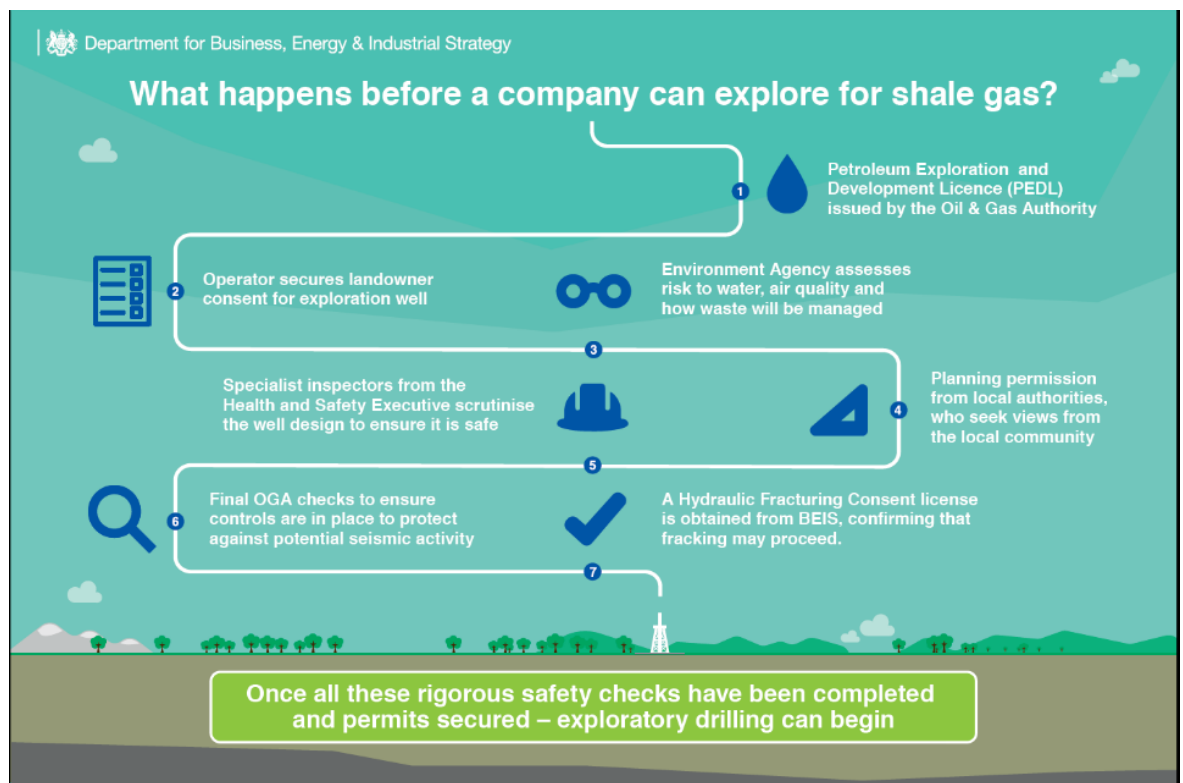 Department for Business, Energy & Industrial Strategy
What happens before a company can explore for shale gas?
1
Petroleum Exploration and
Development Licence (PEDL)
issued by the Oil & Gas Authority
2
Operator secures landowner
consent for exploration well
Environment Agency assesses
risk to water, air quality and
how waste will be managed
3
Planning permission
from local authorities,
who seek views from
the local community
4
Specialist inspectors from the
Health and Safety Executive scrutinise
the well design to ensure it is safe
5
6
Final OGA checks to ensure
controls are in place to protect
against potential seismic activity
A Hydraulic Fracturing Consent license
is obtained from BEIS, confirming that
fracking may proceed.
7
Once all these rigorous safety checks have been completed
and permits secured – exploratory drilling can begin